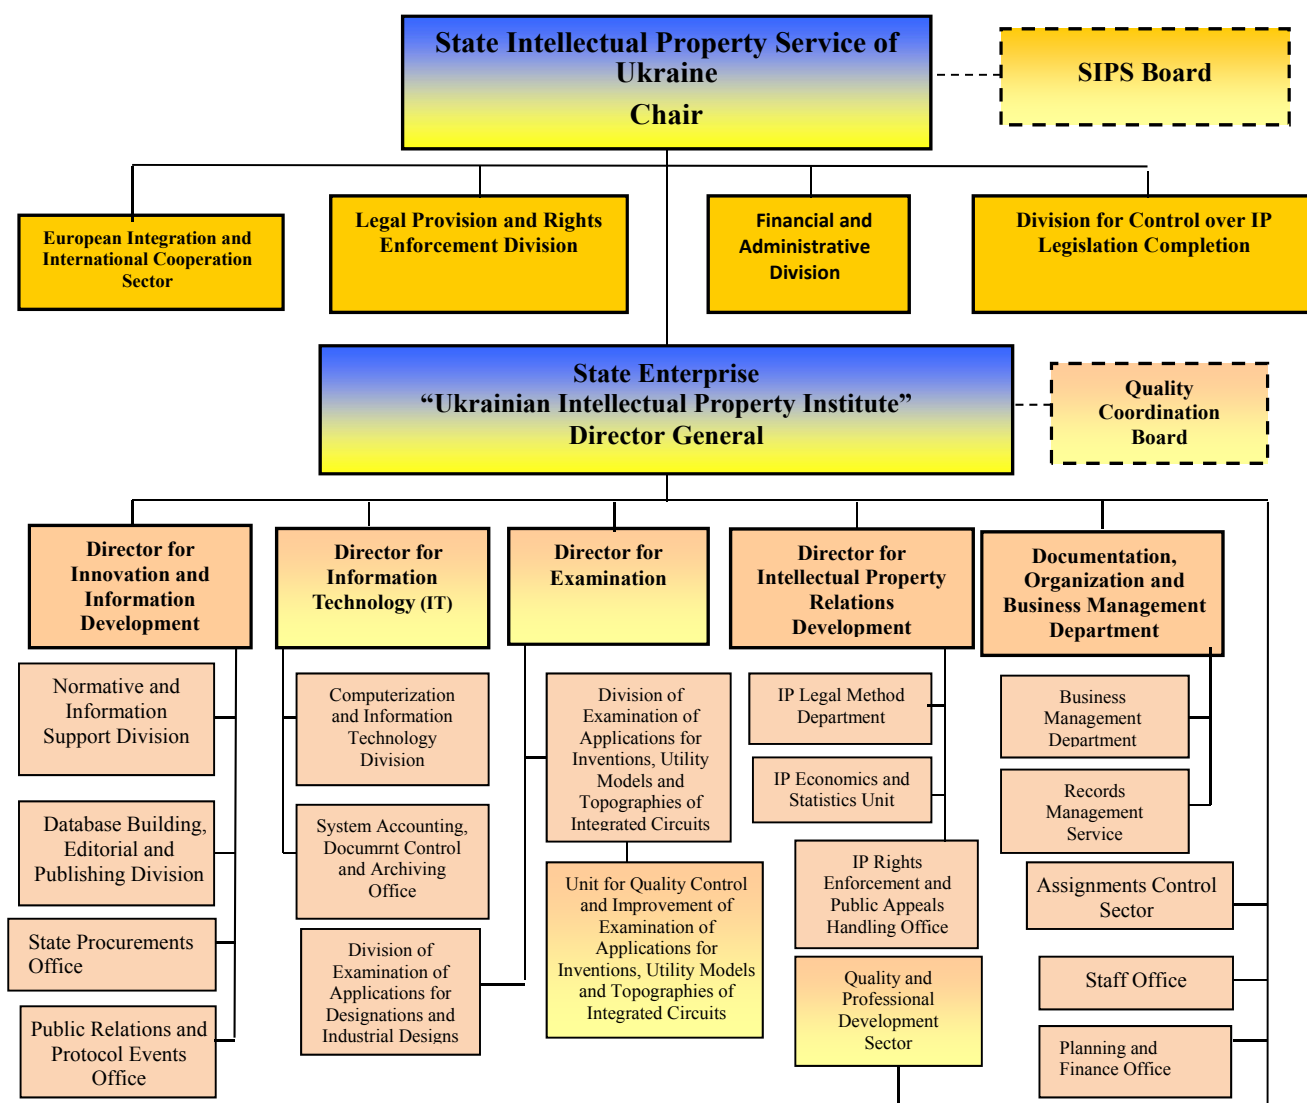 State Intellectual Property Service of
Ukraine
Chair
SIPS Board
European Integration and
International Cooperation
Sector
Legal Provision and Rights
Enforcement Division
Financial and
Administrative
Division
Division for Control over IP
Legislation Completion
State Enterprise
“Ukrainian Intellectual Property Institute”
Director General
Quality
Coordination
Board
Director for
Innovation and
Information
Development
Director for
Information
Technology (IT)
Director for
Examination
Director for
Intellectual Property
Relations
Development
Documentation,
Organization and
Business Management
Department
Normative and
Information
Support Division
Database Building,
Editorial and
Publishing Division
State Procurements
Office
Public Relations and
Protocol Events
Office
Computerization
and Information
Technology
Division
System Accounting,
Documrnt Control
and Archiving
Office
Division of
Examination of
Applications for
Designations and
Industrial Designs
Division of
Examination of
Applications for
Inventions, Utility
Models and
Topographies of
Integrated Circuits
Unit for Quality Control
and Improvement of
Examination of
Applications for
Inventions, Utility Models
and Topographies of
Integrated Circuits
IP Legal Method
Department
IP Economics and
Statistics Unit
IP Rights
Enforcement and
Public Appeals
Handling Office
Quality and
Professional
Development
Sector
Business
Management
Department
Records
Management
Service
Assignments Control
Sector
Staff Office
Planning and
Finance Office